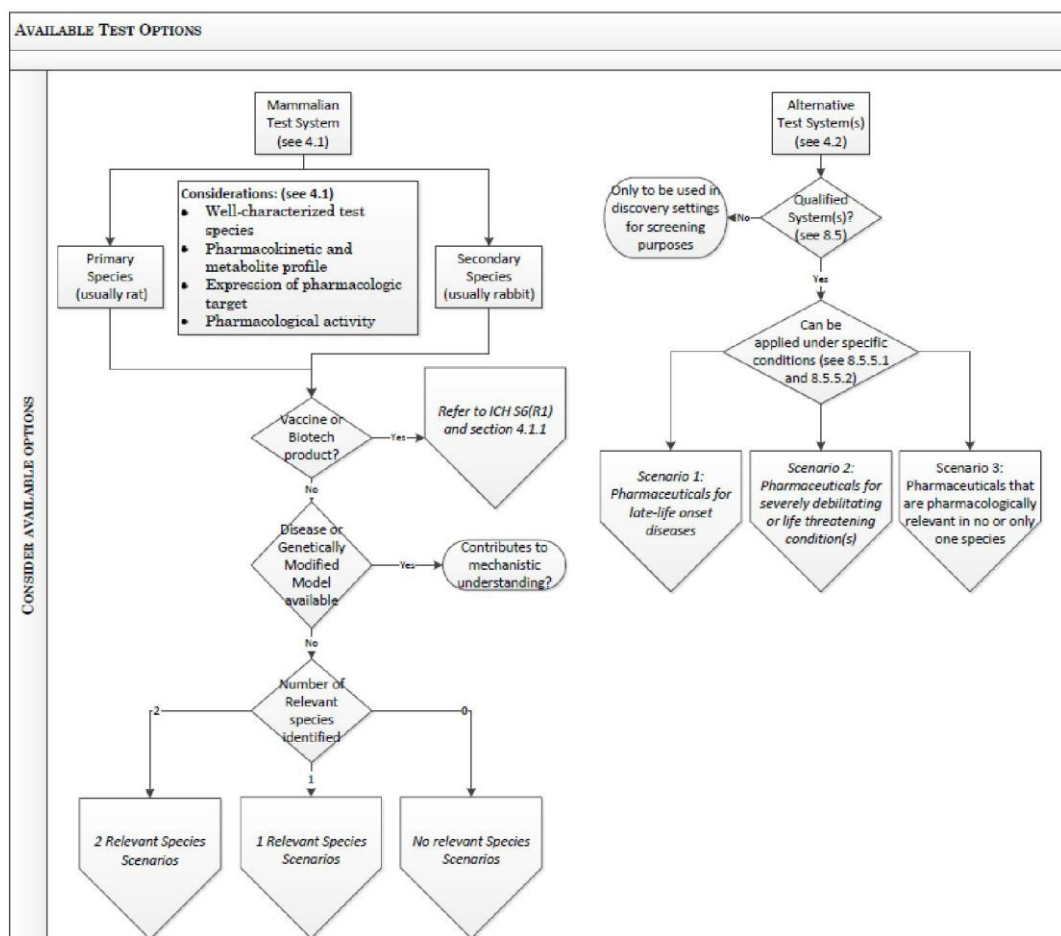 AVAILABLE TEST OPTIONS
CONSIDER AVAILABLE OPTIONS
Mammalian
Test System
(see 4.1)
Considerations: (see 4.1)
• Well-characterized test
species
• Pharmacokinetic and
metabolite profile
• Expression of pharmacologic
target
• Pharmacological activity
Primary
Species
(usually rat)
Secondary
Species
(usually rabbit)
Vaccine or
Biotech
product?
Yes
Refer to ICH S6(R1)
and section 4.1.1
No
Disease or
Genetically
Modified
Model
available
Yes
Contributes to
mechanistic
understanding?
No
Number of
Relevant
species
identified
2
1
0
2 Relevant Species
Scenarios
1 Relevant Species
Scenarios
No relevant Species
Scenarios
Alternative
Test System(s)
(see 4.2)
Qualified
System(s)?
(see 8.5)
No
Only to be used in
discovery settings
for screening
purposes
Yes
Can be
applied under specific
conditions (see 8.5.5.1
and 8.5.5.2)
Scenario 1:
Pharmaceuticals for
late-life onset
diseases
Scenario 2:
Pharmaceuticals for
severely debilitating
or life threatening
condition(s)
Scenario 3:
Pharmaceuticals that
are pharmacologically
relevant in no or only
one species